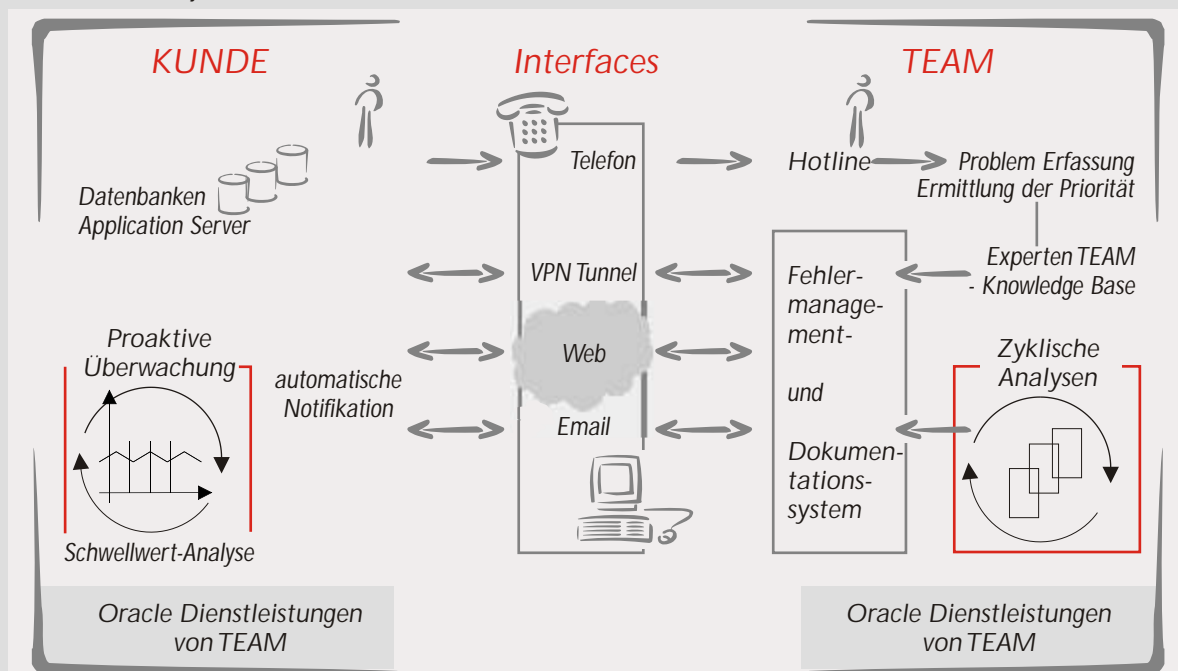 KUNDE
Interfaces
TEAM
Telefon
Hotline
Problem Erfassung
Ermittlung der Priorität
Datenbanken
Application Server
VPN Tunnel
Experten TEAM
- Knowledge Base
Fehler-
manage-
ment-
und
Dokumen-
tations-
system
Web
Email
Proaktive
Überwachung
automatische
Notifikation
Schwellwert-Analyse
Zyklische
Analysen
Oracle Dienstleistungen
von TEAM
Oracle Dienstleistungen
von TEAM